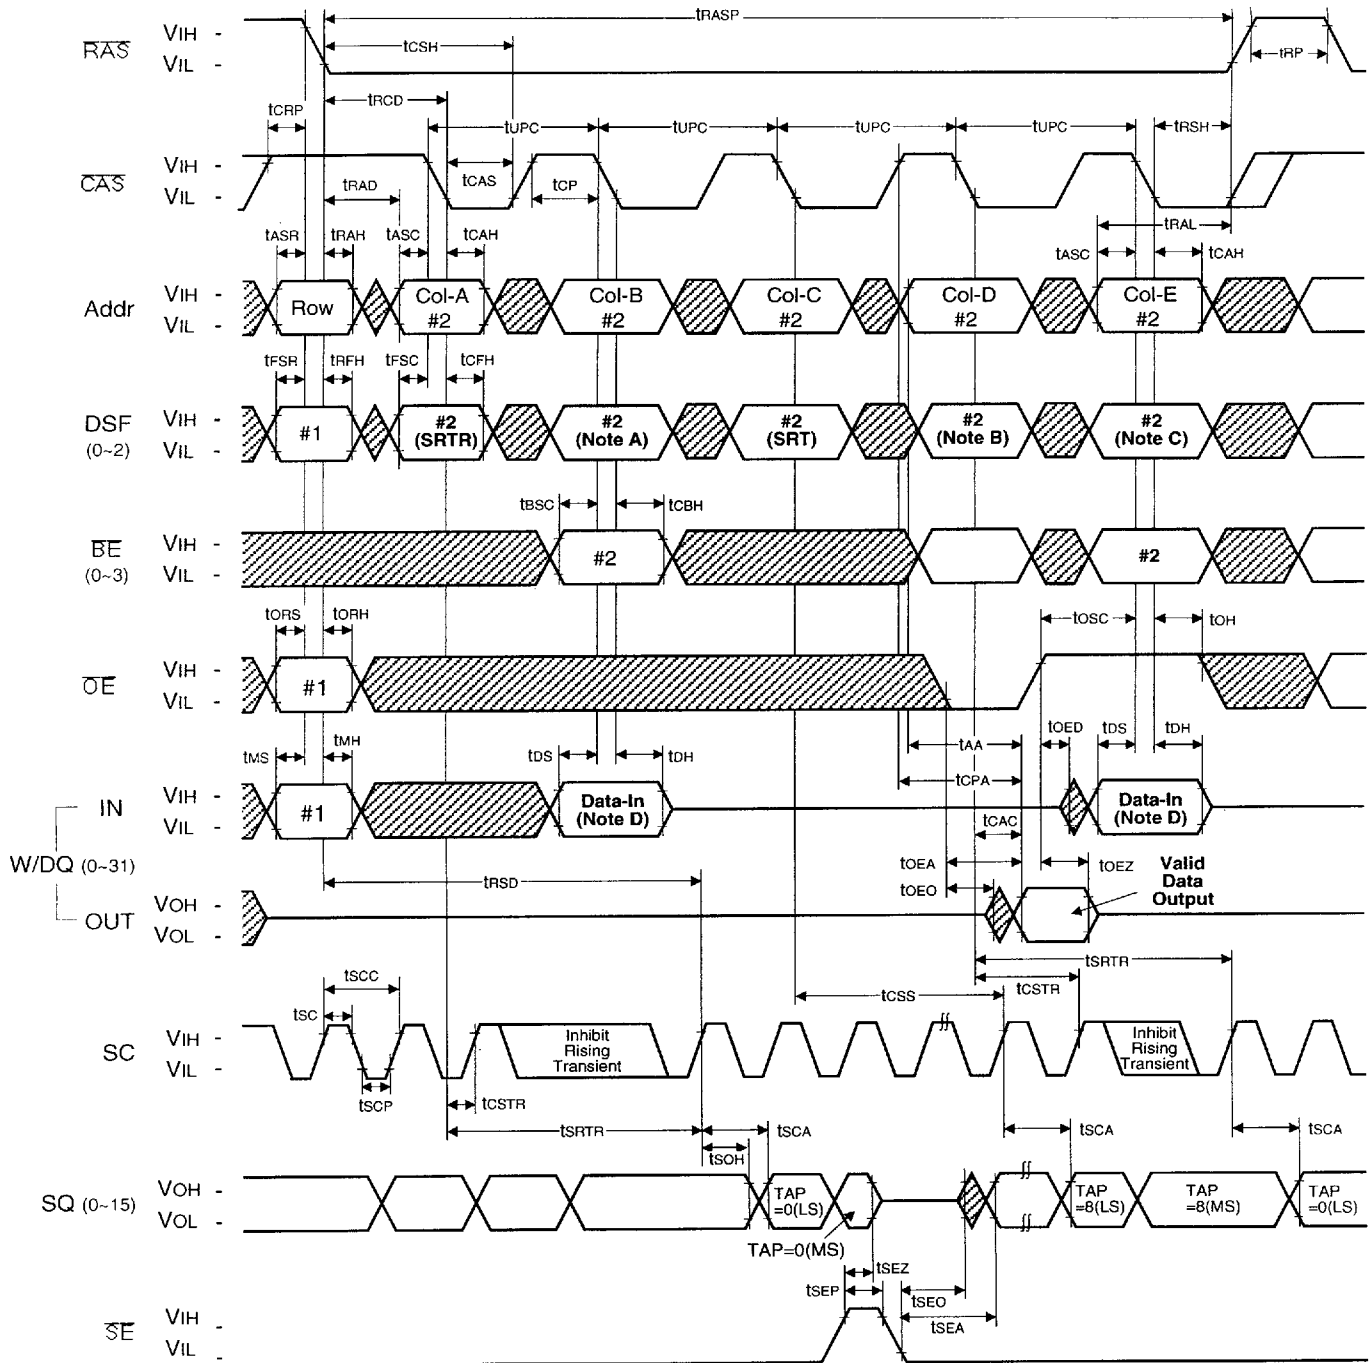 tRASP
RAS VIH -
VIL -
tCSH
tRP
tCRP
tRCD
tUPC tUPC tUPC tUPC tRSH
CAS VIH -
VIL -
tCAS
tCP
tRAD
tRAL
tASR tRAH tASC tCAH tASC tCAH
Addr VIH -
VIL -
Row
Col-A
#2
Col-B
#2
Col-C
#2
Col-D
#2
Col-E
#2
tFSR tRFH tFSC tCFH
DSF
(0~2)
VIH -
VIL -
#1
#2
(SRTR)
#2
(Note A)
#2
(SRT)
#2
(Note B)
#2
(Note C)
tBSC tCBH
BE
(0~3)
VIH -
VIL -
#2
#2
tORS tORH tOSC tOH
OE
VIH -
VIL -
#1
tMS tMH tDS tDH tAA tOED tDS tDH
tCPA
IN
VIH -
VIL -
#1
Data-In
(Note D)
Data-In
(Note D)
tCAC
W/DQ (0~31)
tOEA tOEZ
tRSD tOEO
Valid
Data
Output
OUT
VOH -
VOL -
tSRTR
tCSTR
tCSS
tSCC
tSC
SC
VIH -
VIL -
Inhibit
Rising
Transient
Inhibit
Rising
Transient
tSCP tCSTR
tSRTR tSCA tSCA tSCA
tSOH
SQ (0~15)
VOH -
VOL -
TAP
=0(LS)
TAP
=8(LS)
TAP
=8(MS)
TAP
=0(LS)
TAP=0(MS)
tSEZ
tSEP tSEO
tSEA
SE
VIH -
VIL -